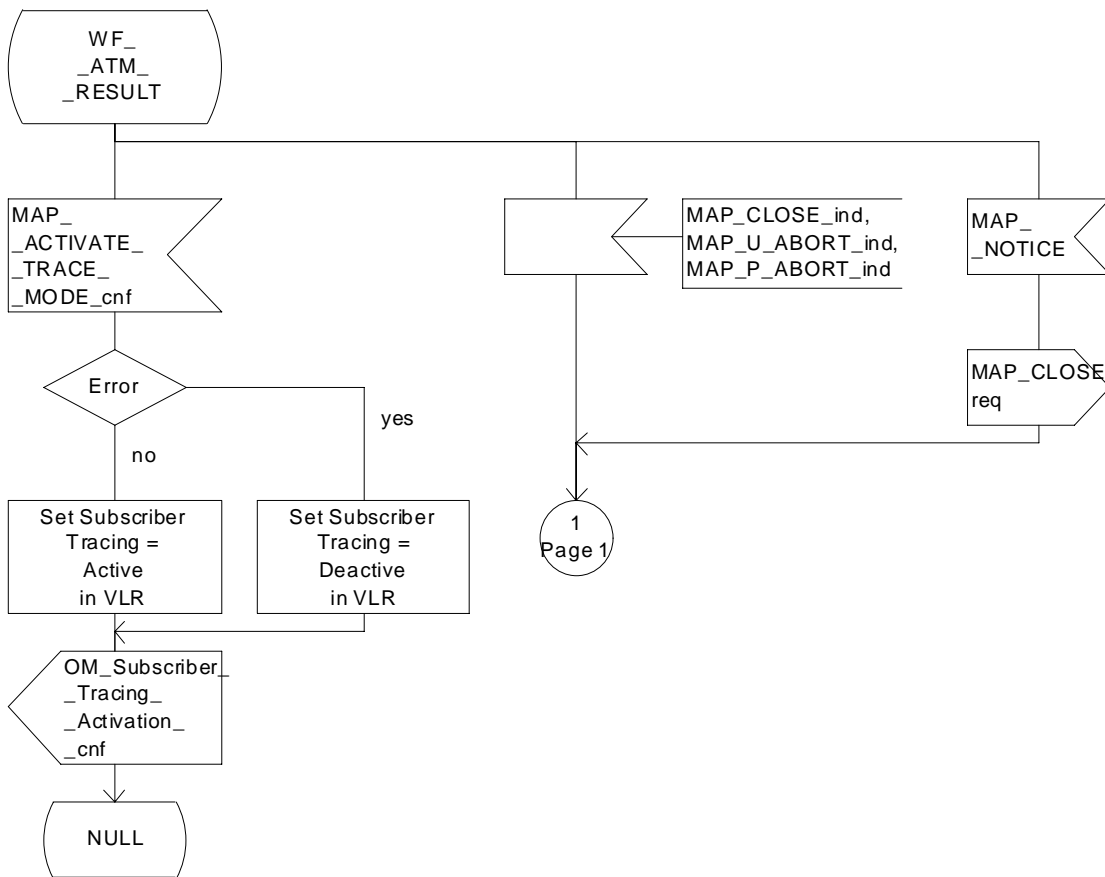 WF_
_ATM_
_RESULT
MAP_
_ACTIVATE_
_TRACE_
_MODE_cnf
MAP_CLOSE_ind,
MAP_U_ABORT_ind,
MAP_P_ABORT_ind
MAP_
_NOTICE
Error
MAP_CLOSE
req
yes
no
Set Subscriber
Tracing =
Active
in VLR
Set Subscriber
Tracing =
Deactive
in VLR
1
Page 1
OM_Subscriber_
_Tracing_
_Activation_
_cnf
NULL